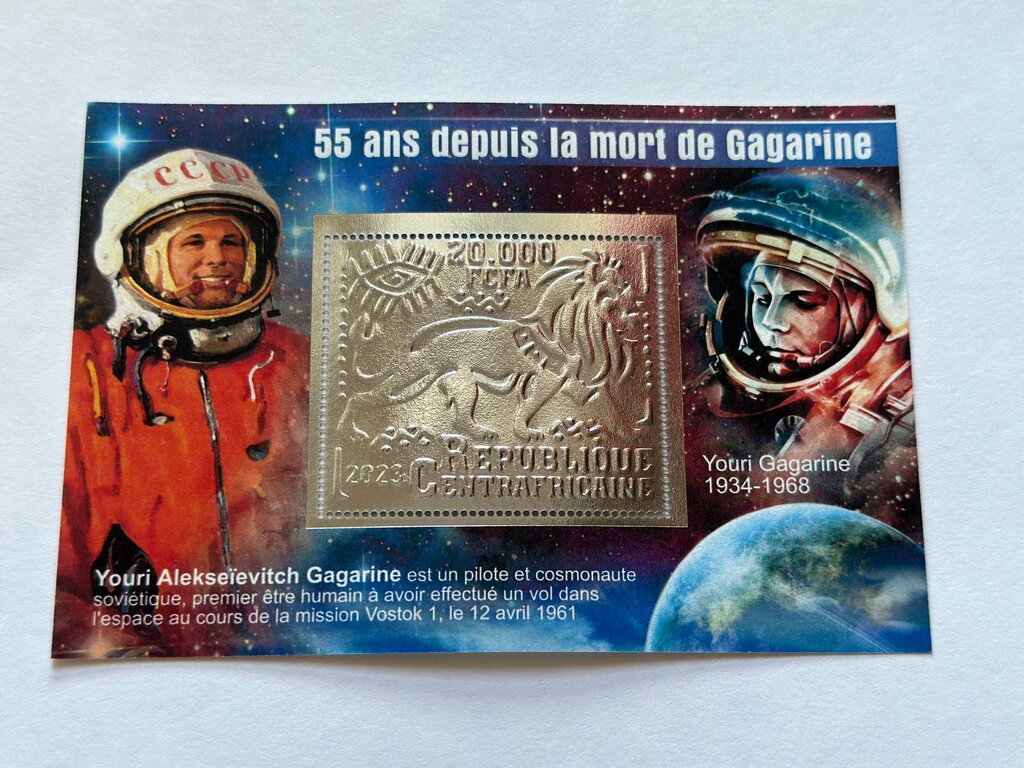 55 ans depuis la mort de Gagarine
CCCP
20.000
FCFA
2023
REPUBLIQUE
CENTRAFRICAINE
Youri Gagarine
1934-1968
Youri Alekseïevitch Gagarine est un pilote et cosmonaute
soviétique, premier être humain à avoir effectué un vol dans
l'espace au cours de la mission Vostok 1, le 12 avril 1961